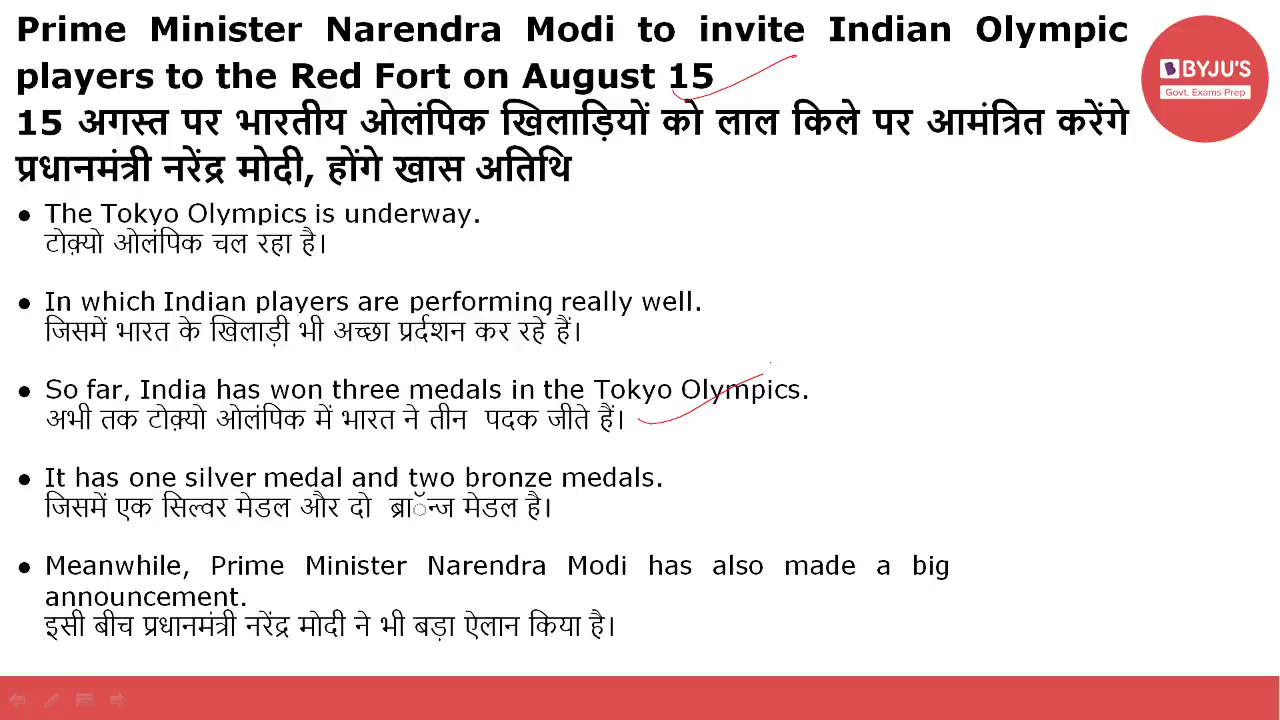 Prime Minister Narendra Modi to invite Indian Olympic
players to the Red Fort on August 15
15 अगस्त पर भारतीय ओलंपिक खिलाड़ियों को लाल किले पर आमंत्रित करेंगे
प्रधानमंत्री नरेंद्र मोदी, होंगे खास अतिथि
BYJU'S
Govt. Exams Prep
• The Tokyo Olympics is underway.
टोक़्यो ओलंपिक चल रहा है।
• In which Indian players are performing really well.
जिसमें भारत के खिलाड़ी भी अच्छा प्रर्दशन कर रहे हैं।
• So far, India has won three medals in the Tokyo Olympics.
अभी तक टोक़्यो ओलंपिक में भारत ने तीन पदक जीते हैं।
• It has one silver medal and two bronze medals.
जिसमें एक सिल्वर मेडल और दो ब्राॅन्ज मेडल है।
• Meanwhile, Prime Minister Narendra Modi has also made a big
announcement.
इसी बीच प्रधानमंत्री नरेंद्र मोदी ने भी बड़ा ऐलान किया है।